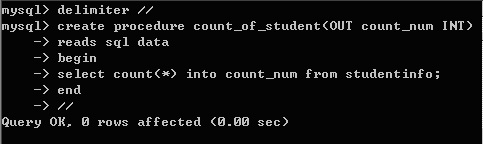 mysql> delimiter //
mysql> create procedure count_of_student(OUT count_num INT)
    -> reads sql data
    -> begin
    -> select count(*) into count_num from studentinfo;
    -> end
    -> //
Query OK, 0 rows affected (0.00 sec)